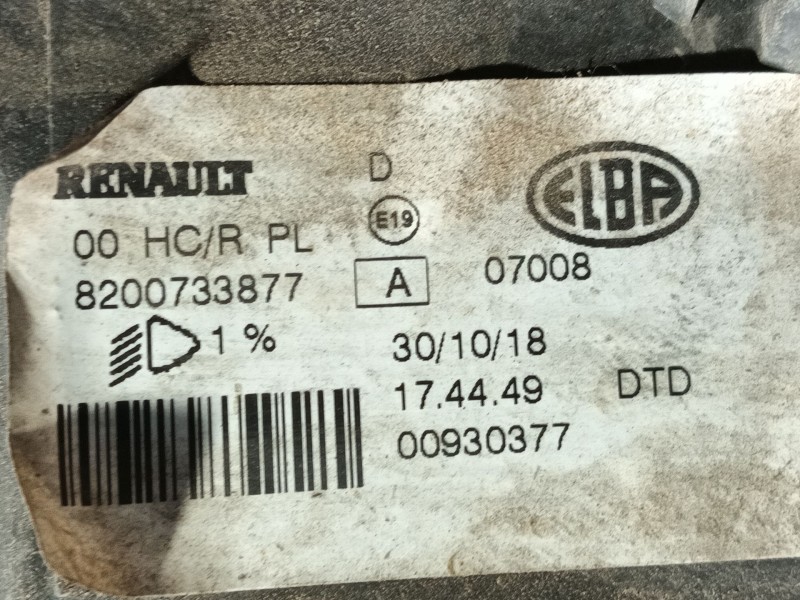 RENAULT D ELBA
E19
00 HC/R PL
8200733877 A 07008
1 % 30/10/18
17.44.49 DTD
00930377